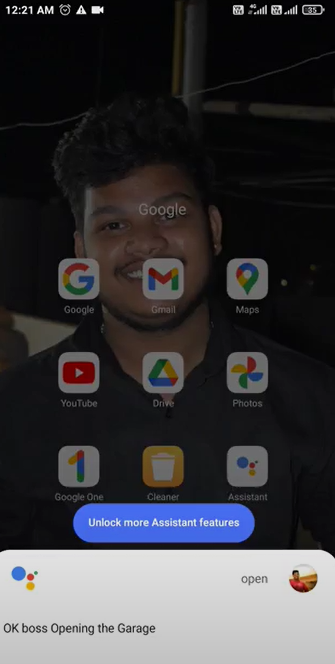 12:21 AM
4G
35
Google
Google Gmail Maps
YouTube Drive Photos
Google One Cleaner Assistant
Unlock more Assistant features
open
OK boss Opening the Garage